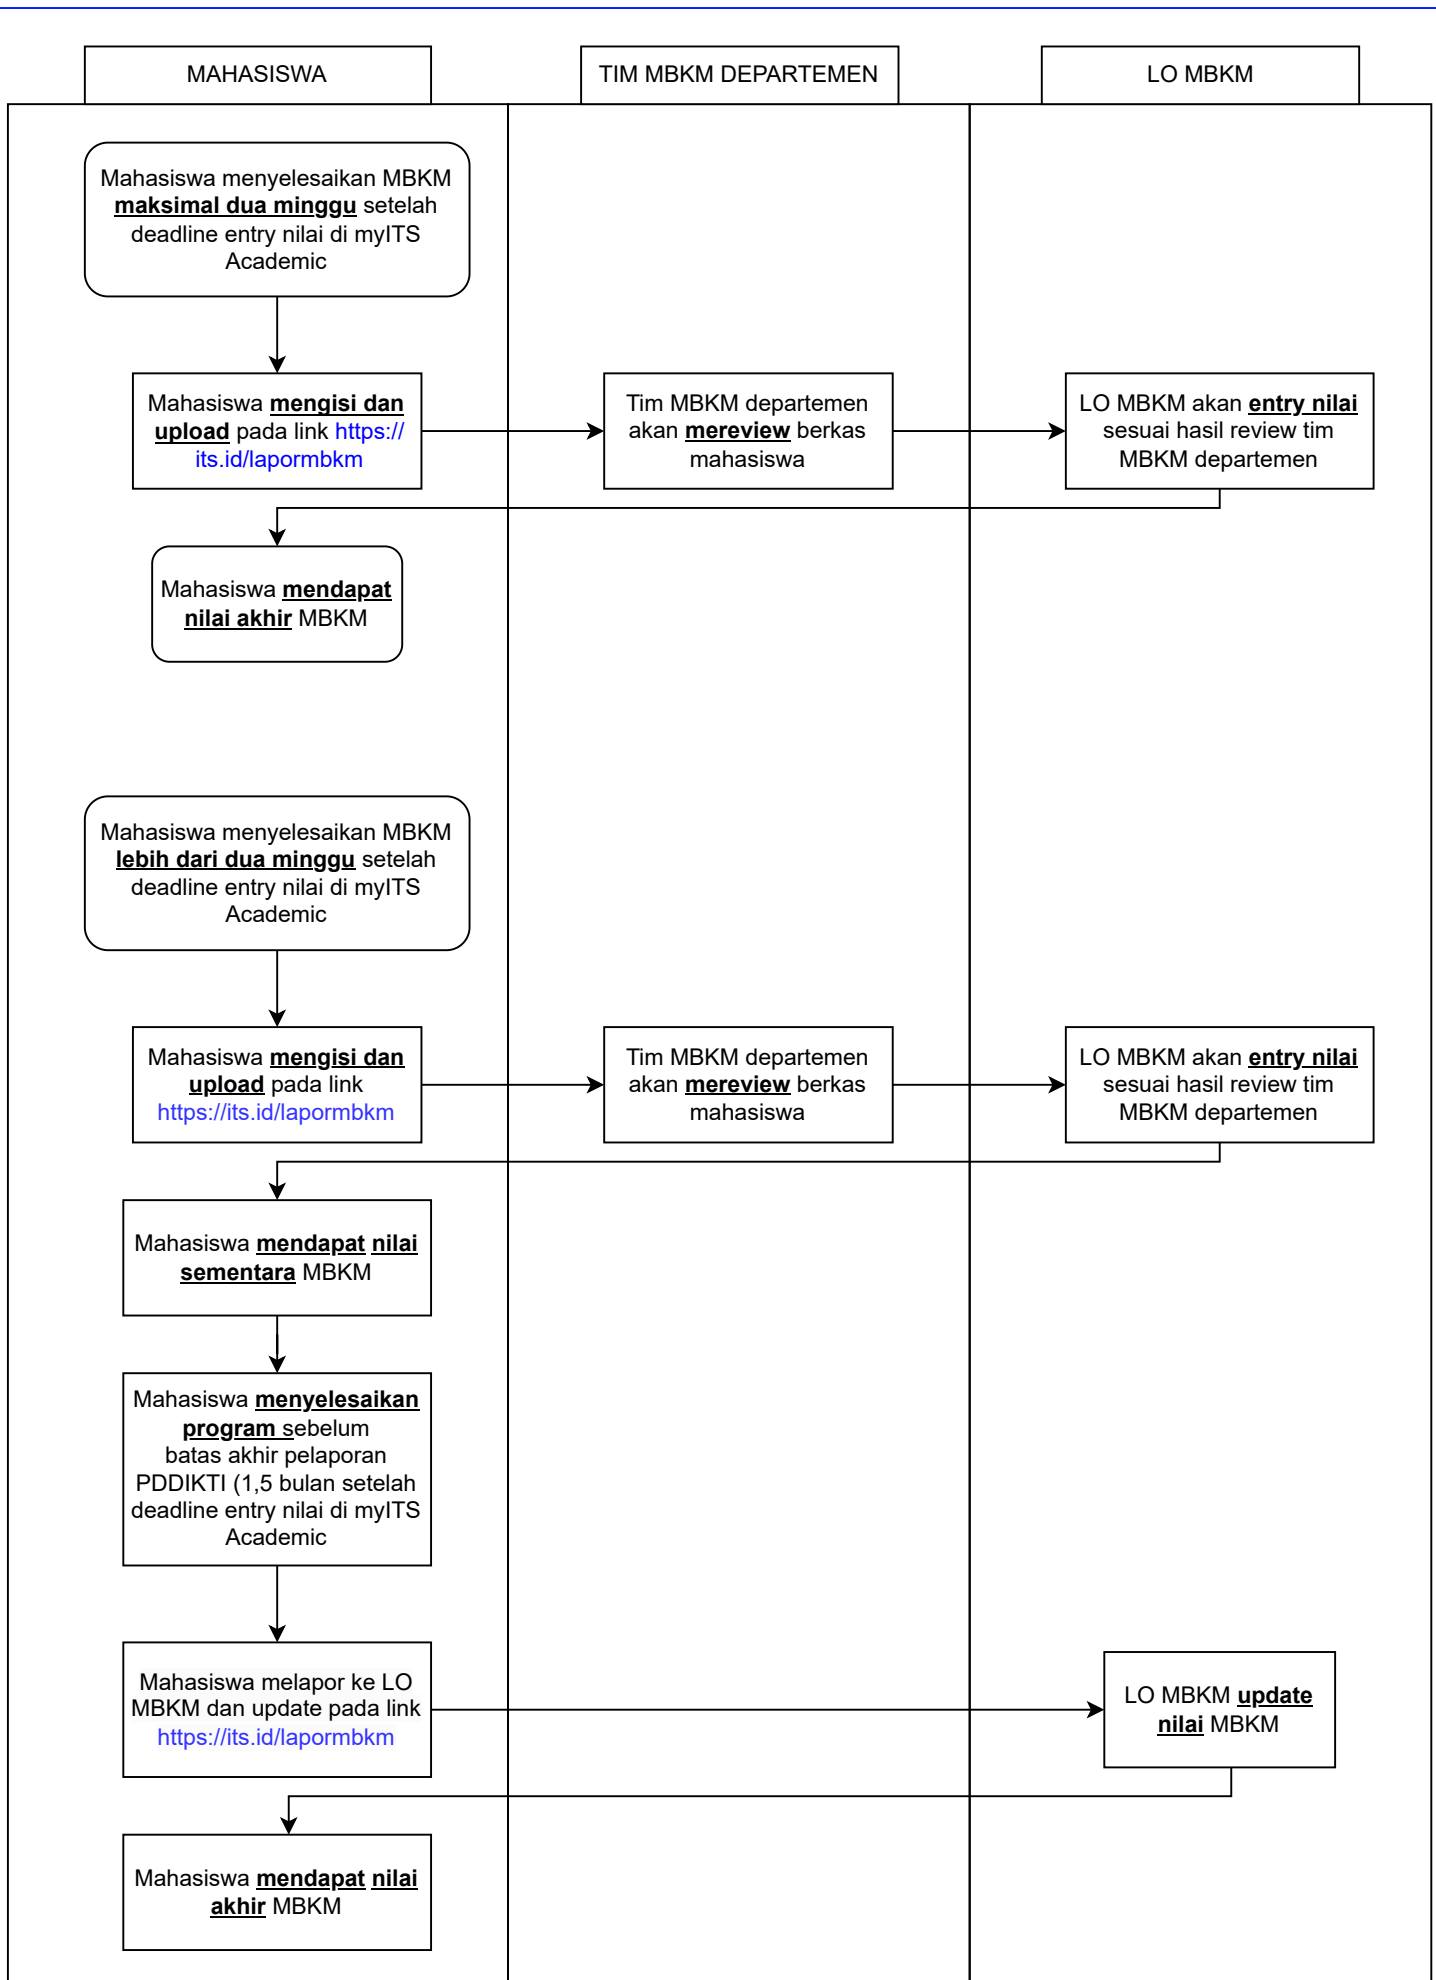 MAHASISWA
TIM MBKM DEPARTEMEN
LO MBKM
Mahasiswa menyelesaikan MBKM
maksimal dua minggu setelah
deadline entry nilai di myITS
Academic
Mahasiswa mengisi dan
upload pada link https://
its.id/lapormbkm
Tim MBKM departemen
akan mereview berkas
mahasiswa
LO MBKM akan entry nilai
sesuai hasil review tim
MBKM departemen
Mahasiswa mendapat
nilai akhir MBKM
Mahasiswa menyelesaikan MBKM
lebih dari dua minggu setelah
deadline entry nilai di myITS
Academic
Mahasiswa mengisi dan
upload pada link
https://its.id/lapormbkm
Tim MBKM departemen
akan mereview berkas
mahasiswa
LO MBKM akan entry nilai
sesuai hasil review tim
MBKM departemen
Mahasiswa mendapat nilai
sementara MBKM
Mahasiswa menyelesaikan
program sebelum
batas akhir pelaporan
PDDIKTI (1,5 bulan setelah
deadline entry nilai di myITS
Academic
Mahasiswa melapor ke LO
MBKM dan update pada link
https://its.id/lapormbkm
LO MBKM update
nilai MBKM
Mahasiswa mendapat nilai
akhir MBKM